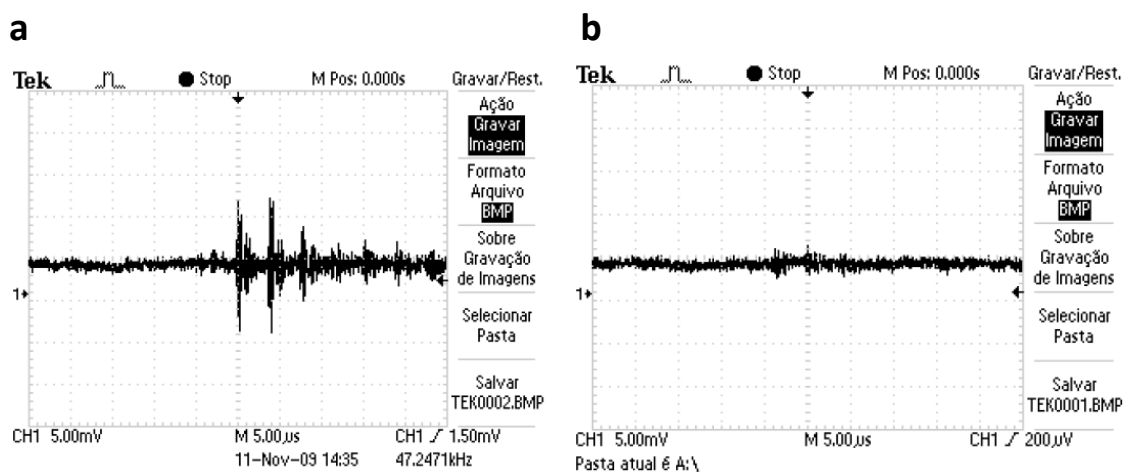 a
Tek Stop M Pos: 0.000s Gravar/Rest.
Ação
Gravar
Imagem
Formato
Arquivo
BMP
Sobre
Gravação
de Imagens
Selecionar
Pasta
Salvar
TEK0002.BMP
1
CH1 5.00mV M 5.00µs CH1 1.50mV
11-Nov-09 14:35 47.2471kHz
b
Tek Stop M Pos: 0.000s Gravar/Rest.
Ação
Gravar
Imagem
Formato
Arquivo
BMP
Sobre
Gravação
de Imagens
Selecionar
Pasta
Salvar
TEK0001.BMP
1
CH1 5.00mV M 5.00µs CH1 200µV
Pasta atual é A:\